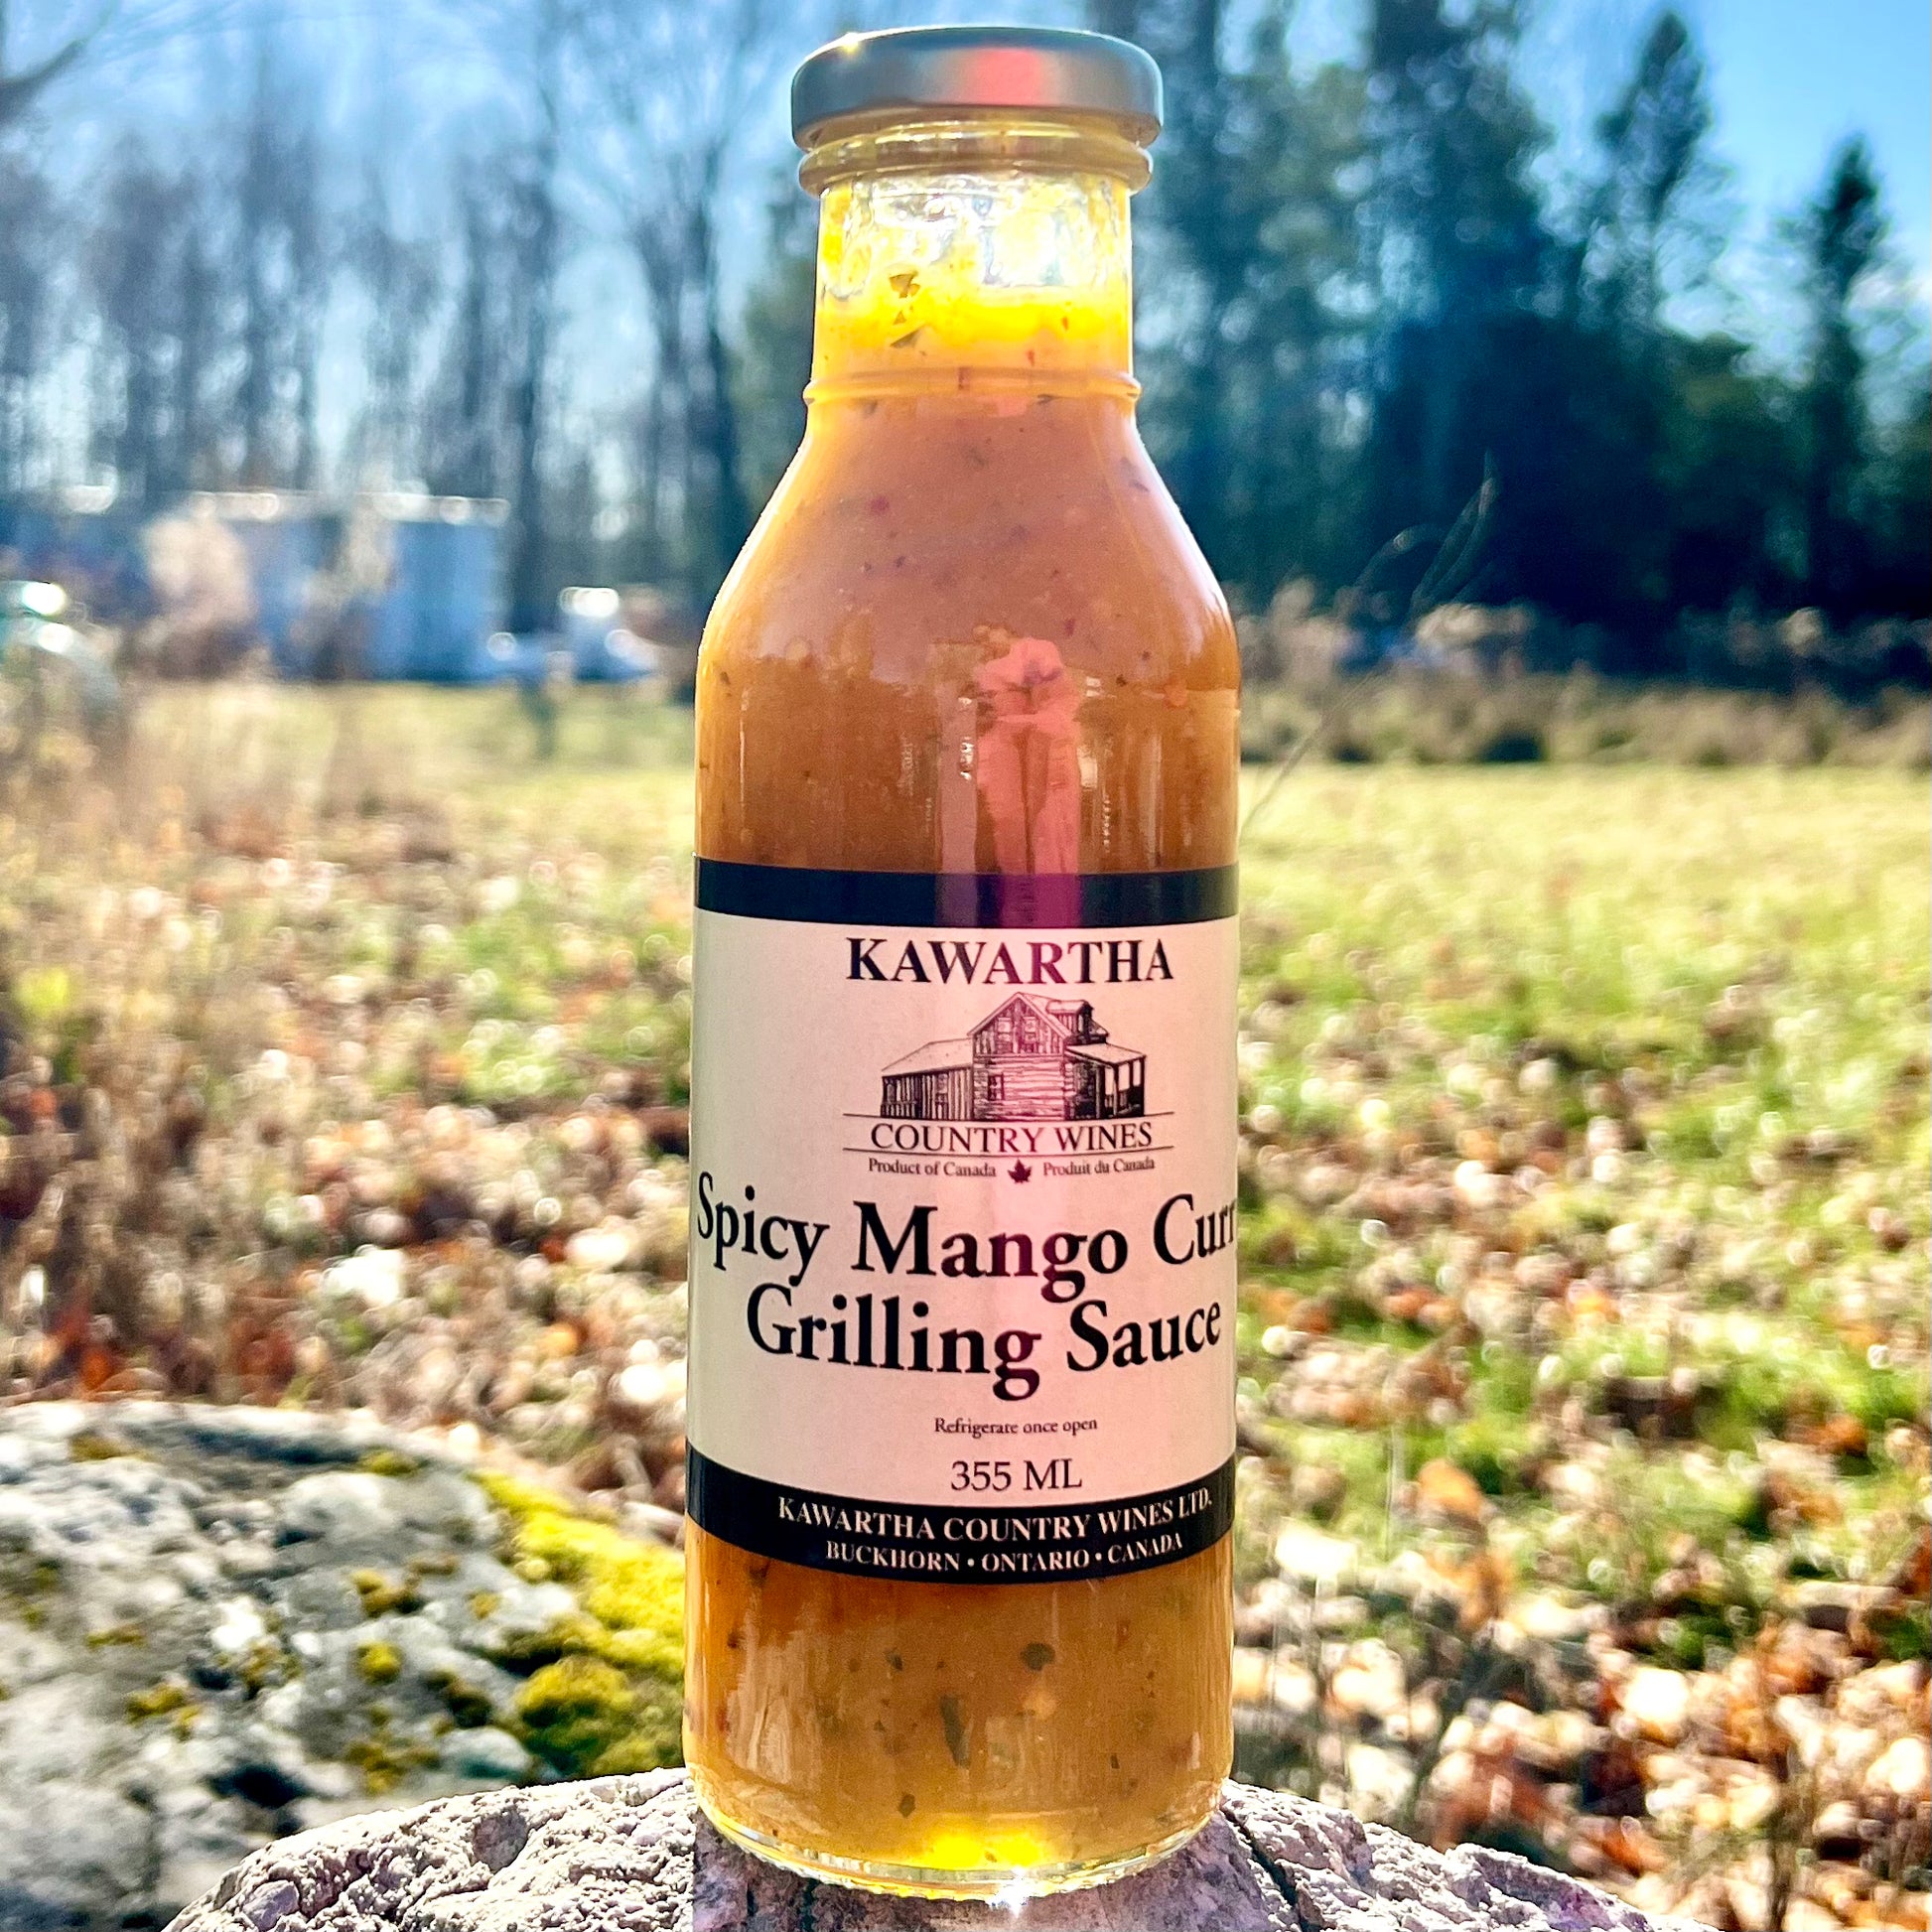 KAWARTHA
COUNTRY WINES
Product of Canada Produit du Canada
Spicy Mango Curr
Grilling Sauce
Refrigerate once open
355 ML
KAWARTHA COUNTRY WINES LTD.
BUCKHORN • ONTARIO • CANADA